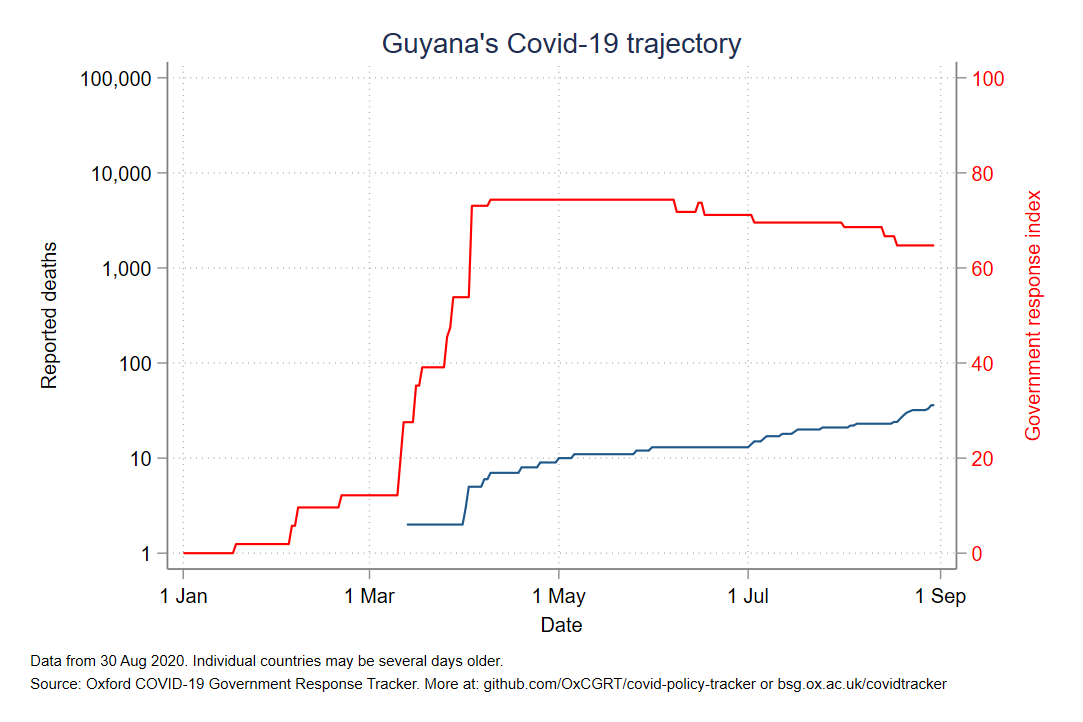 Guyana's Covid-19 trajectory
100,000
10,000
1,000
100
10
1
Reported deaths
100
80
60
40
20
0
Government response index
1 Jan
1 Mar
1 May
1 Jul
1 Sep
Date
Data from 30 Aug 2020. Individual countries may be several days older.
Source: Oxford COVID-19 Government Response Tracker. More at: github.com/OxCGRT/covid-policy-tracker or bsg.ox.ac.uk/covidtracker